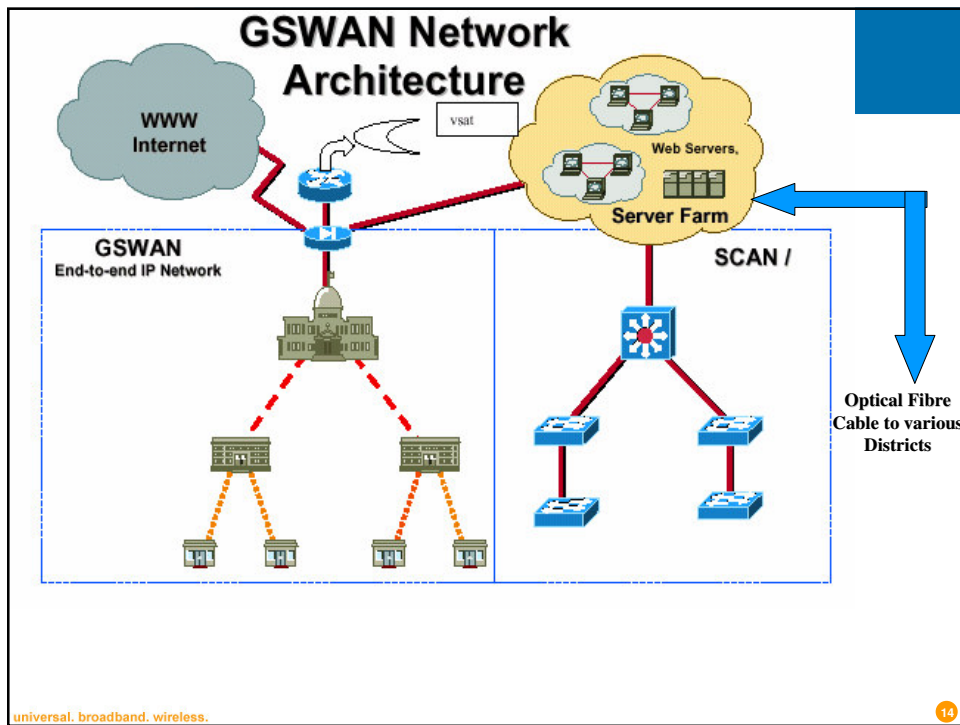 GSWAN Network
Architecture
WWW
Internet
vsat
Web Servers,
Server Farm
GSWAN
End-to-end IP Network
SCAN /
Optical Fibre
Cable to various
Districts
universal. broadband. wireless.
14